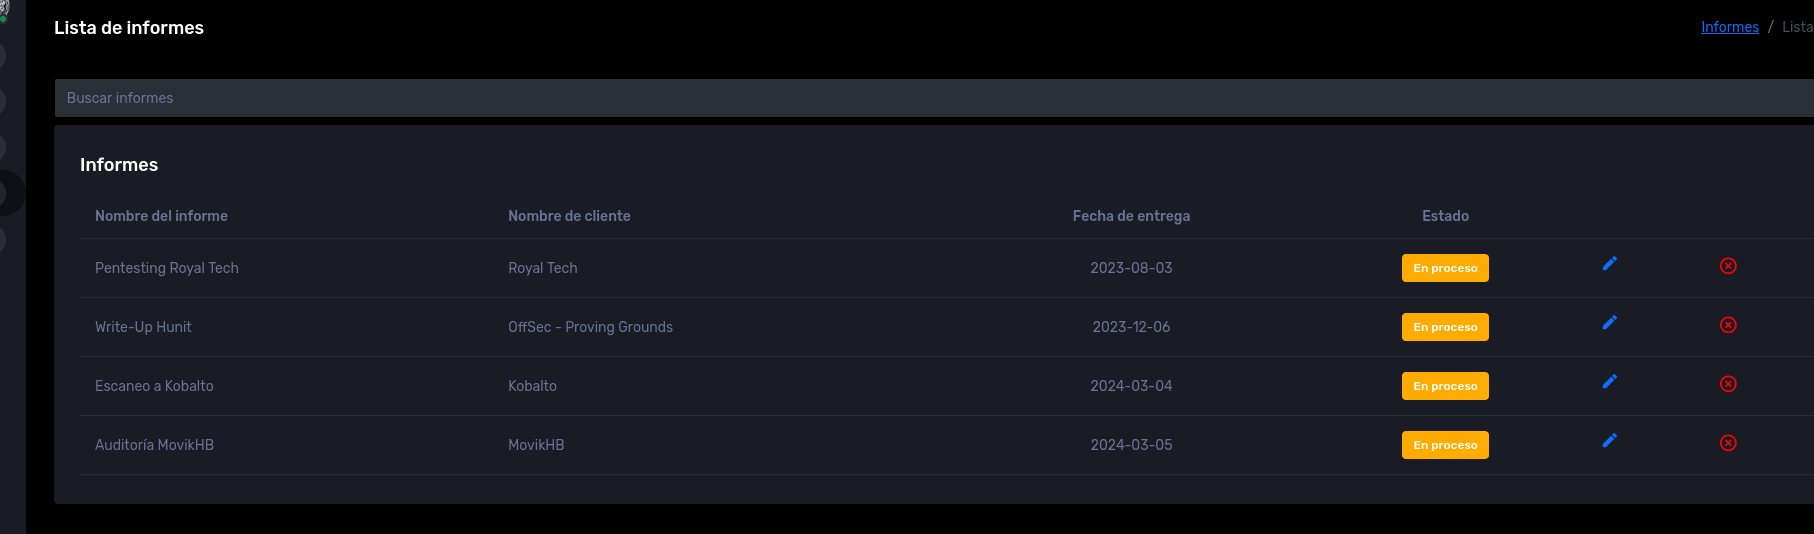 Lista de informes
Informes / Lista
Buscar informes
Informes
Nombre del informe Nombre de cliente Fecha de entrega Estado
Pentesting Royal Tech Royal Tech 2023-08-03 En proceso
Write-Up Hunit OffSec - Proving Grounds 2023-12-06 En proceso
Escaneo a Kobalto Kobalto 2024-03-04 En proceso
Auditoría MovikHB MovikHB 2024-03-05 En proceso